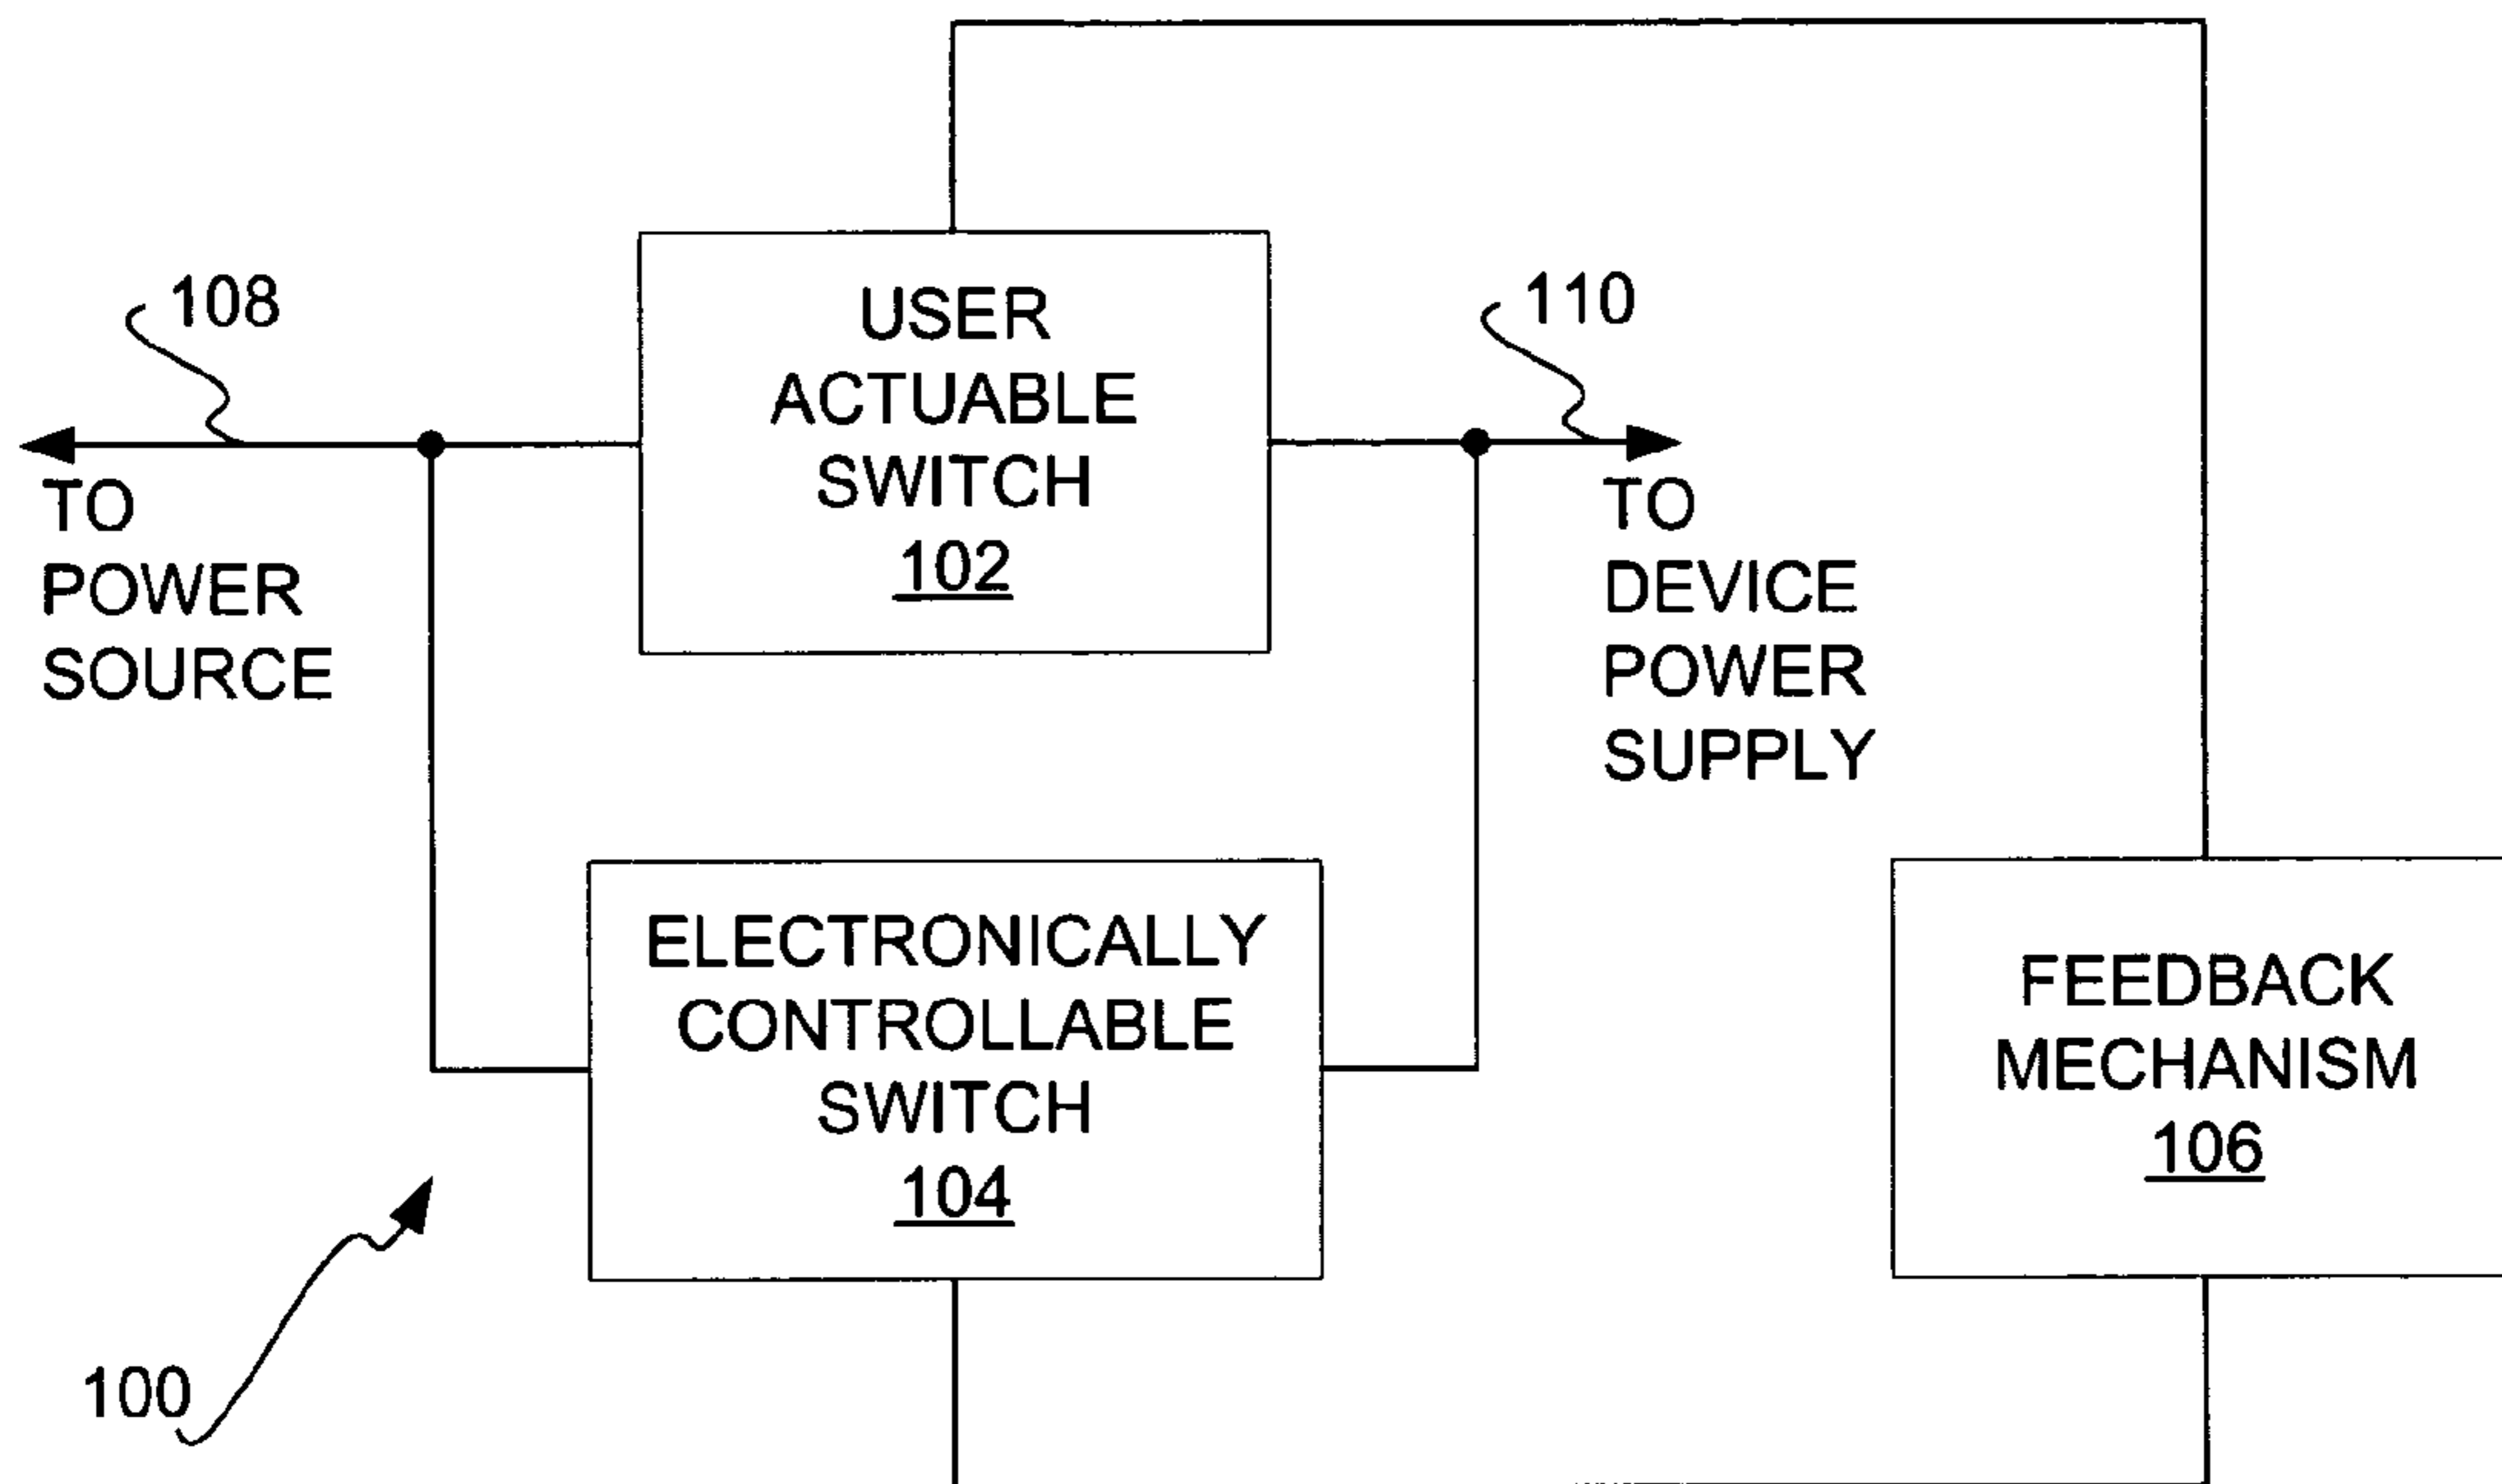 108
110
USER
ACTUABLE
SWITCH
102
TO
POWER
SOURCE
TO
DEVICE
POWER
SUPPLY
ELECTRONICALLY
CONTROLLABLE
SWITCH
104
FEEDBACK
MECHANISM
106
100